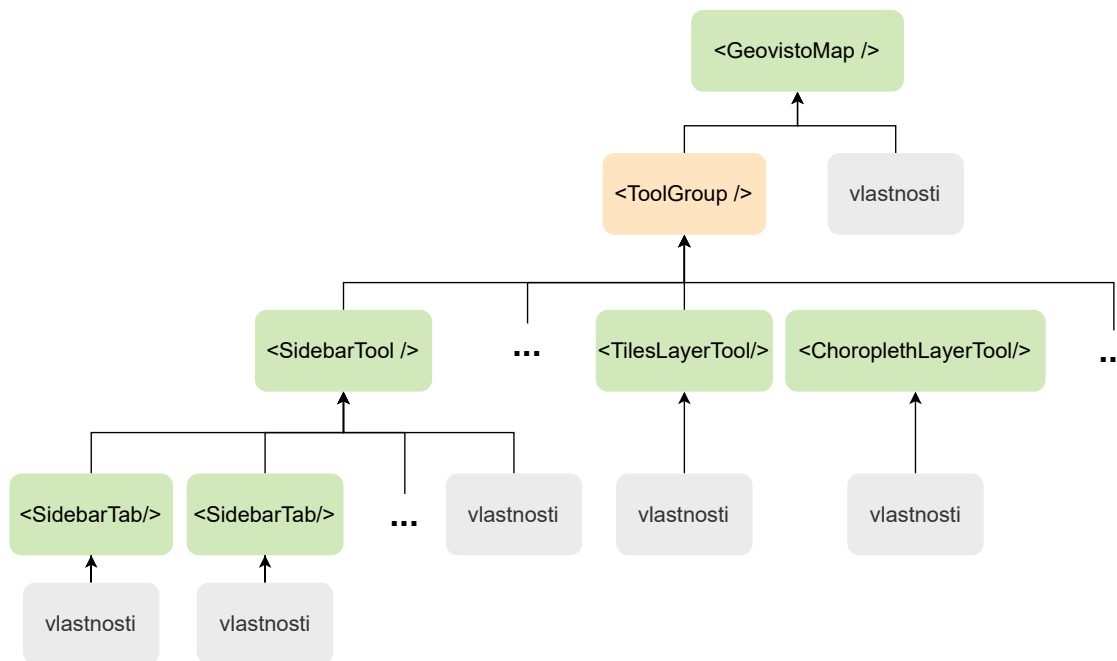 <GeovistoMap />
<ToolGroup />
vlastnosti
<SidebarTool />
...
<TilesLayerTool/>
<ChoroplethLayerTool/>
..
<SidebarTab/>
<SidebarTab/>
...
vlastnosti
vlastnosti
vlastnosti
vlastnosti
vlastnosti